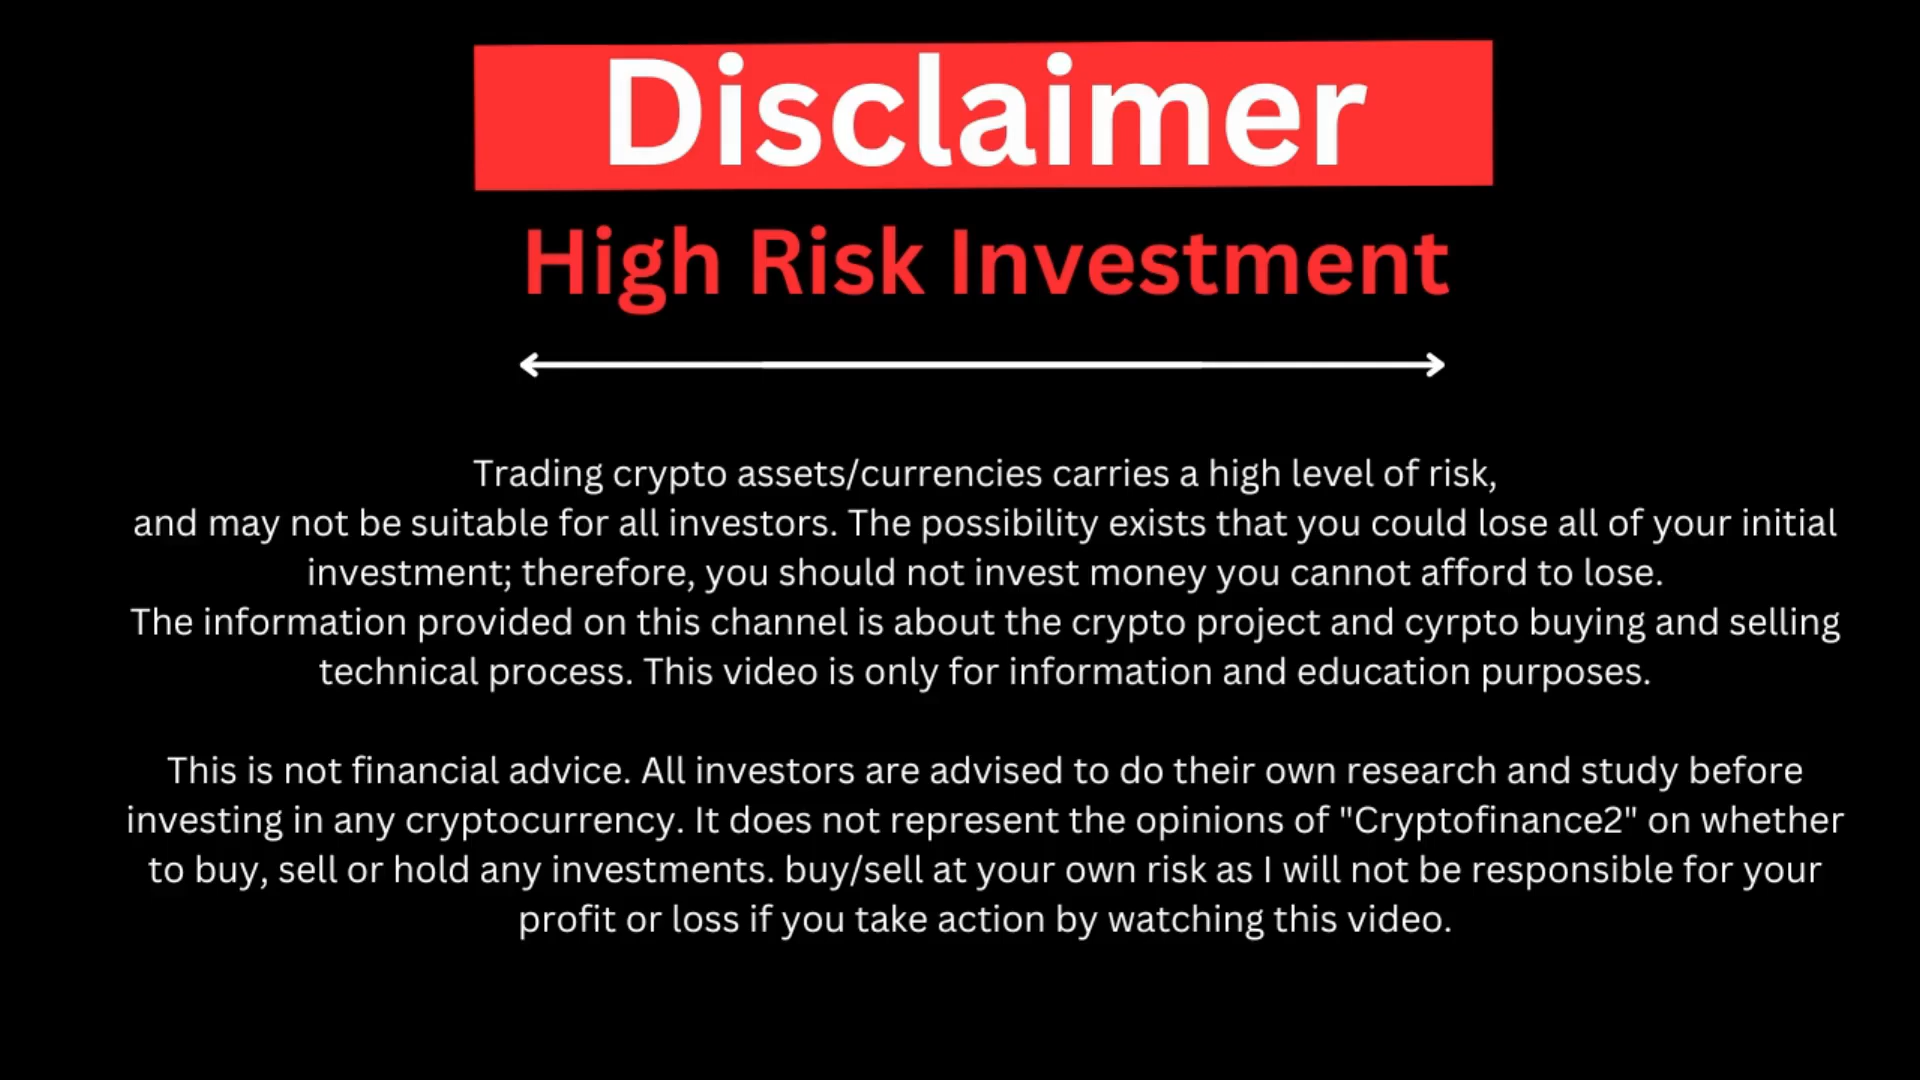 Disclaimer
High Risk Investment
Trading crypto assets/currencies carries a high level of risk,
and may not be suitable for all investors. The possibility exists that you could lose all of your initial
investment; therefore, you should not invest money you cannot afford to lose.
The information provided on this channel is about the crypto project and cyrpto buying and selling
technical process. This video is only for information and education purposes.
This is not financial advice. All investors are advised to do their own research and study before
investing in any cryptocurrency. It does not represent the opinions of "Cryptofinance2" on whether
to buy, sell or hold any investments. buy/sell at your own risk as I will not be responsible for your
profit or loss if you take action by watching this video.